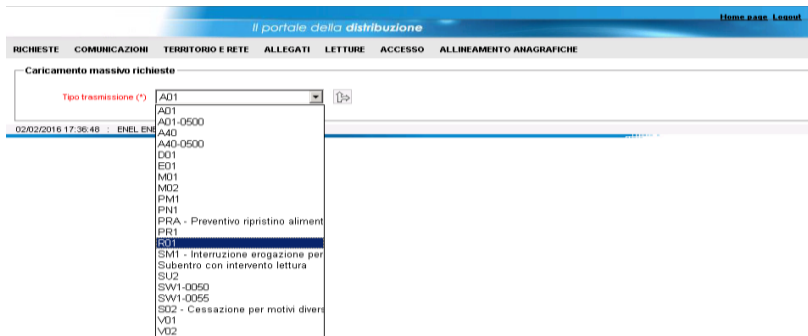 Il portale della distribuzione
Home page Logout
RICHIESTE COMUNICAZIONI TERRITORIO E RETE ALLEGATI LETTURE ACCESSO ALLINEAMENTO ANAGRAFICHE
Caricamento massivo richieste
Tipo trasmissione (*) A01
A01
A01-0500
02/02/2016 17:36:48 : ENEL ENE
A40
A40-0500
D01
E01
M01
M02
PM1
PN1
PRA - Preventivo ripristino aliment
PR1
R01
SM1 - Interruzione erogazione per
Subentro con intervento lettura
SU2
SW1-0050
SW1-0055
S02 - Cessazione per motivi divers
V01
V02